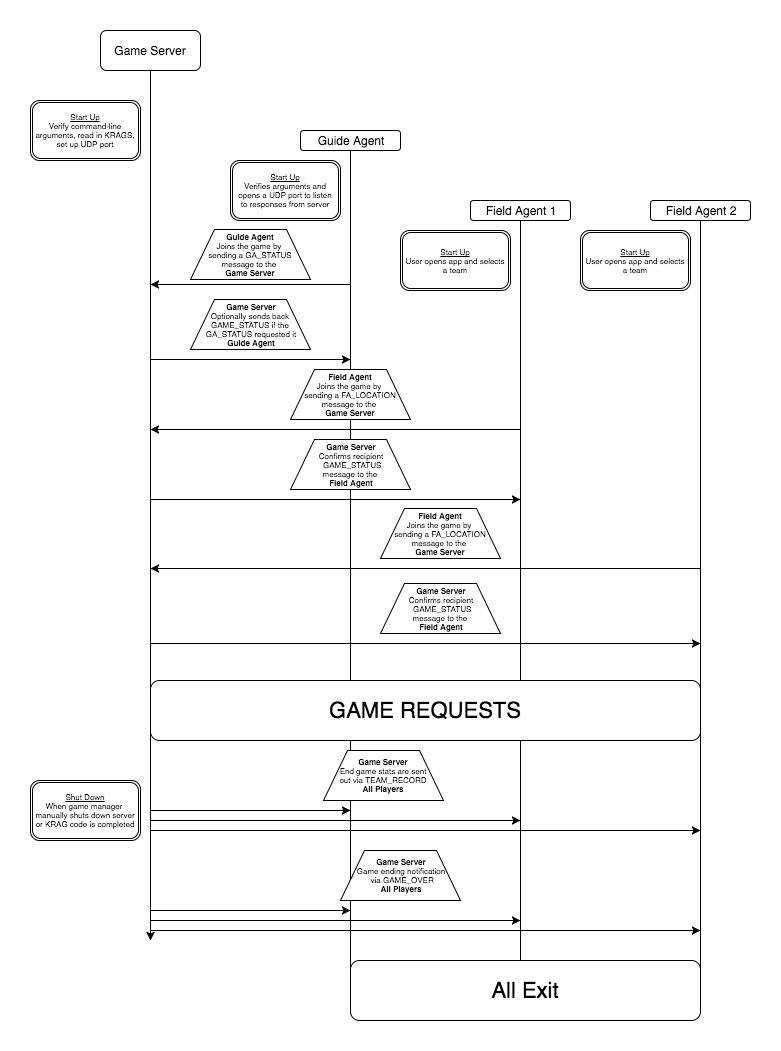 Game Server
Start Up
Verify command-line
arguments, read in KRAGS,
set up UDP port
Guide Agent
Start Up
Verifies arguments and
opens a UDP port to listen
to responses from server
Field Agent 1
Field Agent 2
Guide Agent
Joins the game by
sending a GA_STATUS
message to the
Game Server
Start Up
User opens app and selects
a team
Start Up
User opens app and selects
a team
Game Server
Optionally sends back
GAME_STATUS if the
GA_STATUS requested it
Guide Agent
Field Agent
Joins the game by
sending a FA_LOCATION
message to the
Game Server
Game Server
Confirms recipient
GAME_STATUS
message to the
Field Agent
Field Agent
Joins the game by
sending a FA_LOCATION
message to the
Game Server
Game Server
Confirms recipient
GAME_STATUS
message to the
Field Agent
GAME REQUESTS
Game Server
End game stats are sent
out via TEAM_RECORD
All Players
Shut Down
When game manager
manually shuts down server
or KRAG code is completed
Game Server
Game ending notification
via GAME_OVER
All Players
All Exit